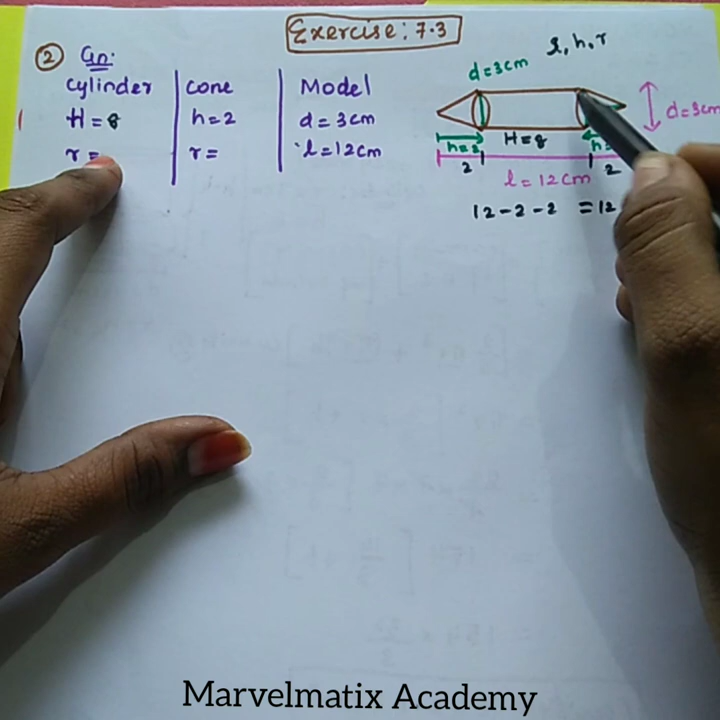 Exercise: 7.3
② Gn:
Cylinder
H = 8
r =
Cone
h = 2
r =
Model
d = 3cm
l = 12cm
l, h, r
d = 3cm
d = 3cm
h = 2
H = 8
h =
2
2
l = 12cm
12-2-2 = 12
Marvelmatix Academy